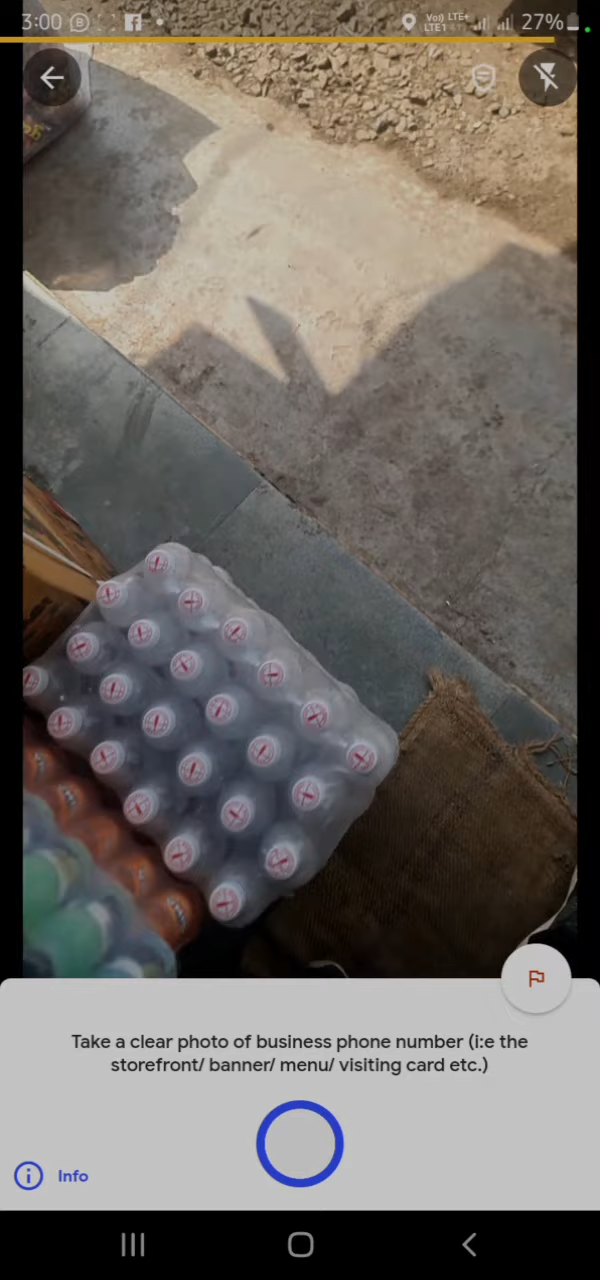 3:00
Vo) LTE+
LTE1
27%
Take a clear photo of business phone number (i:e the
storefront/ banner/ menu/ visiting card etc.)
Info